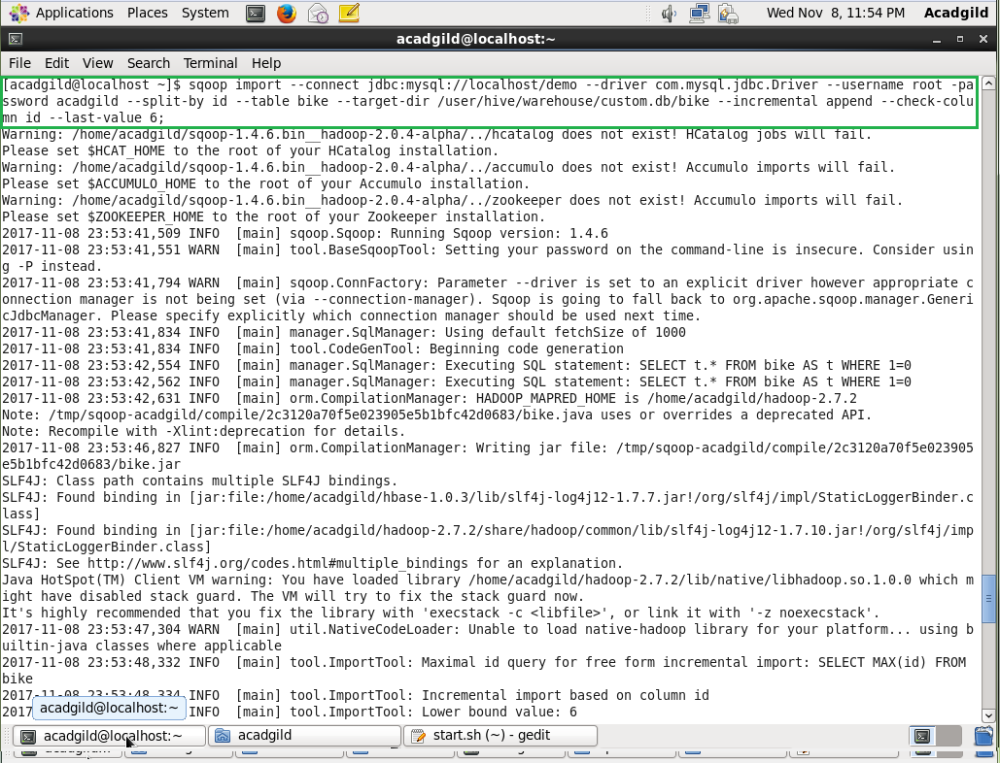 Applications Places System Wed Nov 8, 11:54 PM Acadgild
acadgild@localhost:~
File Edit View Search Terminal Help
[acadgild@localhost ~]$ sqoop import --connect jdbc:mysql://localhost/demo --driver com.mysql.jdbc.Driver --username root -pa
ssword acadgild --split-by id --table bike --target-dir /user/hive/warehouse/custom.db/bike --incremental append --check-colu
mn id --last-value 6;
Warning: /home/acadgild/sqoop-1.4.6.bin__hadoop-2.0.4-alpha/../hcatalog does not exist! HCatalog jobs will fail.
Please set $HCAT_HOME to the root of your HCatalog installation.
Warning: /home/acadgild/sqoop-1.4.6.bin__hadoop-2.0.4-alpha/../accumulo does not exist! Accumulo imports will fail.
Please set $ACCUMULO_HOME to the root of your Accumulo installation.
Warning: /home/acadgild/sqoop-1.4.6.bin__hadoop-2.0.4-alpha/../zookeeper does not exist! Accumulo imports will fail.
Please set $ZOOKEEPER_HOME to the root of your Zookeeper installation.
2017-11-08 23:53:41,509 INFO  [main] sqoop.Sqoop: Running Sqoop version: 1.4.6
2017-11-08 23:53:41,551 WARN  [main] tool.BaseSqoopTool: Setting your password on the command-line is insecure. Consider usin
g -P instead.
2017-11-08 23:53:41,794 WARN  [main] sqoop.ConnFactory: Parameter --driver is set to an explicit driver however appropriate c
onnection manager is not being set (via --connection-manager). Sqoop is going to fall back to org.apache.sqoop.manager.Generi
cJdbcManager. Please specify explicitly which connection manager should be used next time.
2017-11-08 23:53:41,834 INFO  [main] manager.SqlManager: Using default fetchSize of 1000
2017-11-08 23:53:41,834 INFO  [main] tool.CodeGenTool: Beginning code generation
2017-11-08 23:53:42,554 INFO  [main] manager.SqlManager: Executing SQL statement: SELECT t.* FROM bike AS t WHERE 1=0
2017-11-08 23:53:42,562 INFO  [main] manager.SqlManager: Executing SQL statement: SELECT t.* FROM bike AS t WHERE 1=0
2017-11-08 23:53:42,631 INFO  [main] orm.CompilationManager: HADOOP_MAPRED_HOME is /home/acadgild/hadoop-2.7.2
Note: /tmp/sqoop-acadgild/compile/2c3120a70f5e023905e5b1bfc42d0683/bike.java uses or overrides a deprecated API.
Note: Recompile with -Xlint:deprecation for details.
2017-11-08 23:53:46,827 INFO  [main] orm.CompilationManager: Writing jar file: /tmp/sqoop-acadgild/compile/2c3120a70f5e023905
e5b1bfc42d0683/bike.jar
SLF4J: Class path contains multiple SLF4J bindings.
SLF4J: Found binding in [jar:file:/home/acadgild/hbase-1.0.3/lib/slf4j-log4j12-1.7.7.jar!/org/slf4j/impl/StaticLoggerBinder.c
lass]
SLF4J: Found binding in [jar:file:/home/acadgild/hadoop-2.7.2/share/hadoop/common/lib/slf4j-log4j12-1.7.10.jar!/org/slf4j/imp
l/StaticLoggerBinder.class]
SLF4J: See http://www.slf4j.org/codes.html#multiple_bindings for an explanation.
Java HotSpot(TM) Client VM warning: You have loaded library /home/acadgild/hadoop-2.7.2/lib/native/libhadoop.so.1.0.0 which m
ight have disabled stack guard. The VM will try to fix the stack guard now.
It's highly recommended that you fix the library with 'execstack -c <libfile>', or link it with '-z noexecstack'.
2017-11-08 23:53:47,304 WARN  [main] util.NativeCodeLoader: Unable to load native-hadoop library for your platform... using b
uiltin-java classes where applicable
2017-11-08 23:53:48,332 INFO  [main] tool.ImportTool: Maximal id query for free form incremental import: SELECT MAX(id) FROM
bike
2017-11-08 23:53:48,334 INFO  [main] tool.ImportTool: Incremental import based on column id
2017 INFO  [main] tool.ImportTool: Lower bound value: 6
acadgild@localhost:~
acadgild@localhost:~ acadgild start.sh (~) - gedit